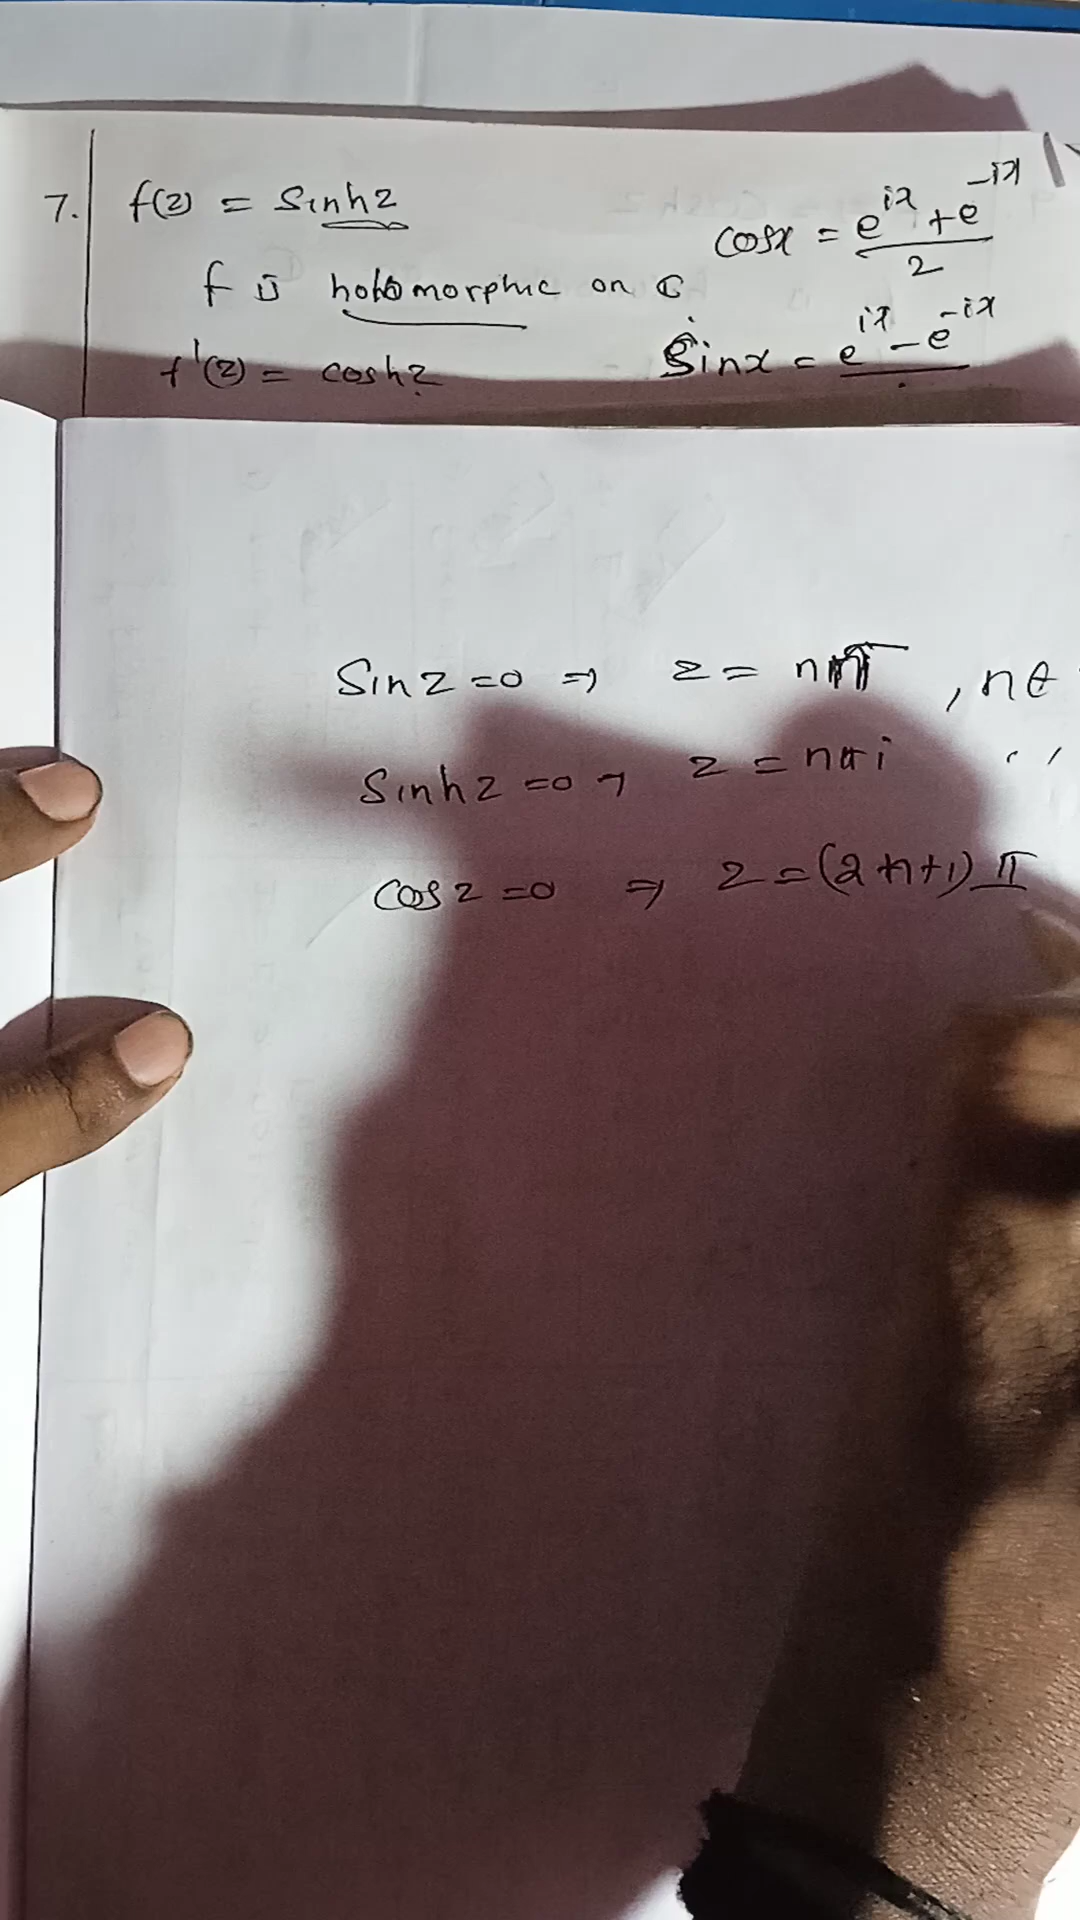 7. f(z) = Sinhz
cosx = e^{ix} + e^{-ix} / 2
f is holomorphic on ℂ
Sinx = e^{ix} - e^{-ix}
f'(z) = coshz
Sinz = 0 ⇒ z = nπ , n ∈
Sinhz = 0 ⇒ z = nπi
cosz = 0 ⇒ z = (2n+1) π